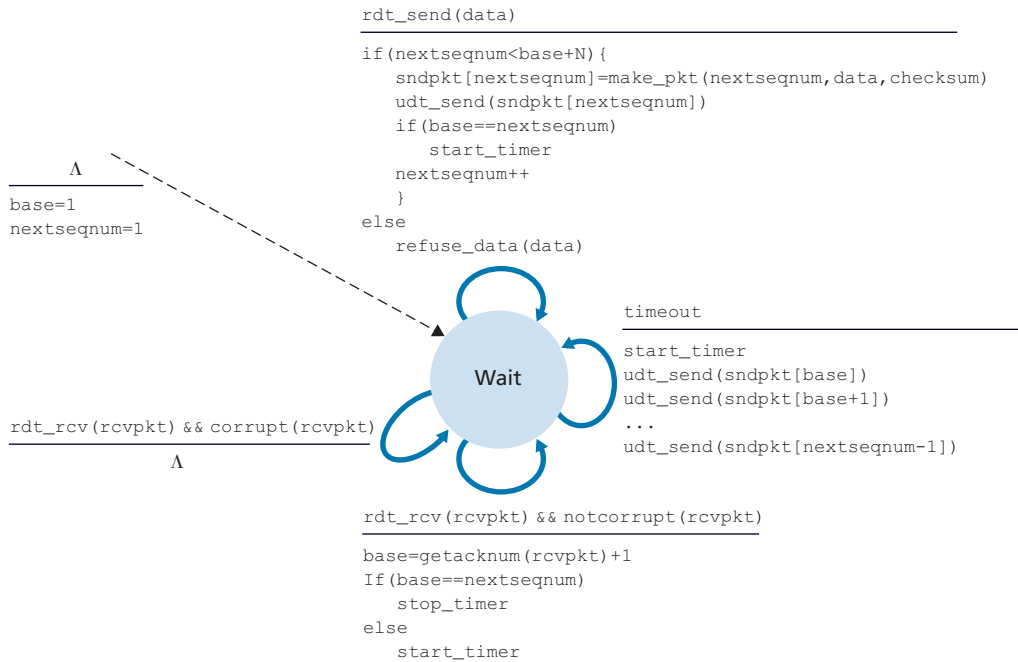 rdt_send(data)
if(nextseqnum<base+N){
sndpkt[nextseqnum]=make_pkt(nextseqnum,data,checksum)
udt_send(sndpkt[nextseqnum])
if(base==nextseqnum)
start_timer
nextseqnum++
}
else
refuse_data(data)
Λ
base=1
nextseqnum=1
timeout
start_timer
udt_send(sndpkt[base])
udt_send(sndpkt[base+1])
...
udt_send(sndpkt[nextseqnum-1])
Wait
rdt_rcv(rcvpkt) && corrupt(rcvpkt)
Λ
rdt_rcv(rcvpkt) && notcorrupt(rcvpkt)
base=getacknum(rcvpkt)+1
If(base==nextseqnum)
stop_timer
else
start_timer